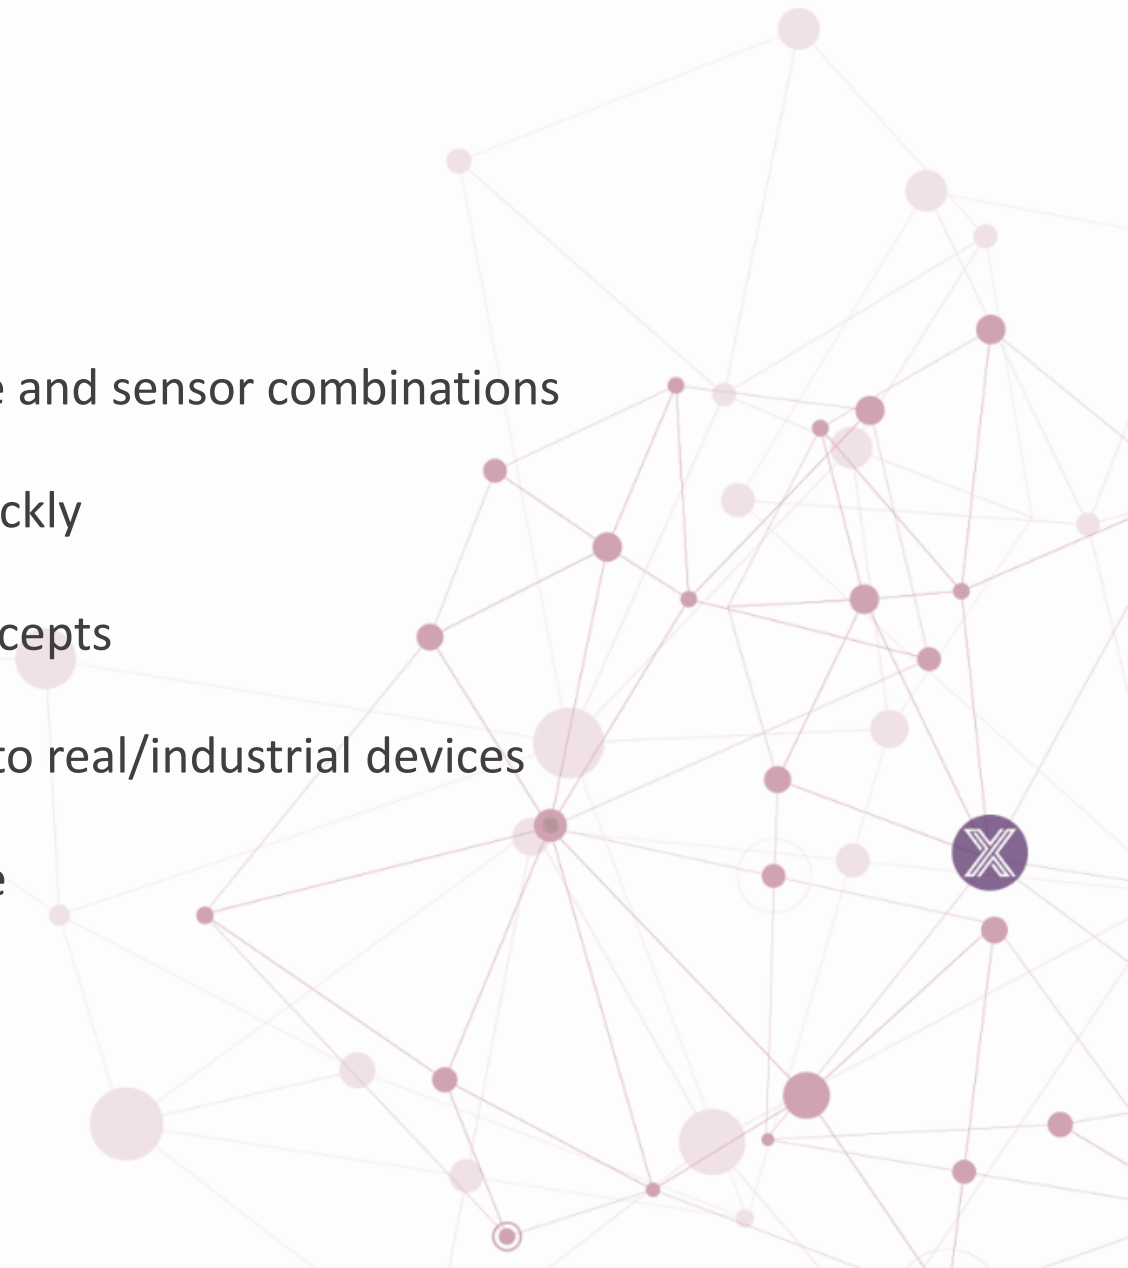 e and sensor combinations
ckly
cepts
to real/industrial devices
e